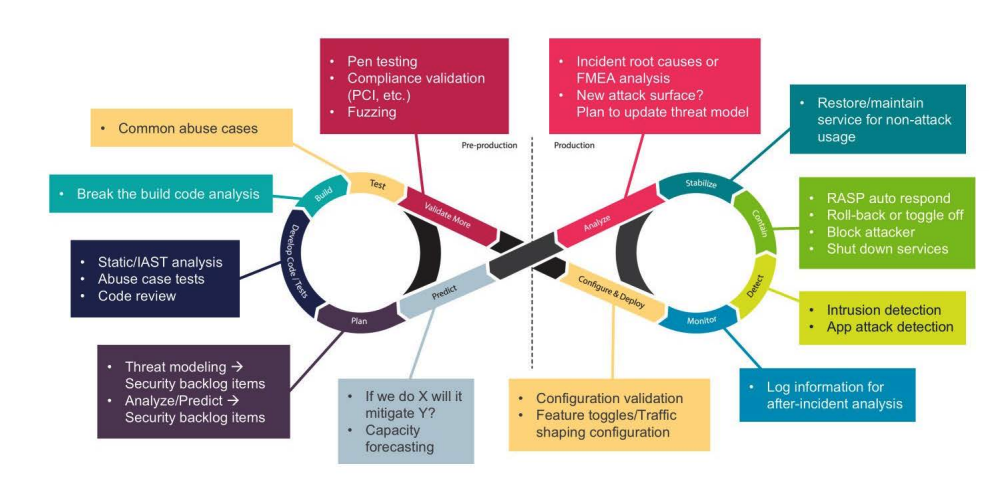 • Pen testing
• Compliance validation
(PCI, etc.)
• Fuzzing
• Incident root causes or
FMEA analysis
• New attack surface?
Plan to update threat model
• Restore/maintain
service for non-attack
usage
• Common abuse cases
Pre-production
Production
• Break the build code analysis
Build
Test
Validate More
Analyze
Stabilize
Contain
• RASP auto respond
• Roll-back or toggle off
• Block attacker
• Shut down services
• Static/IAST analysis
• Abuse case tests
• Code review
Develop Code / Tests
Plan
Predict
Configure & Deploy
Monitor
Detect
• Intrusion detection
• App attack detection
• Threat modeling →
Security backlog items
• Analyze/Predict →
Security backlog items
• If we do X will it
mitigate Y?
• Capacity
forecasting
• Configuration validation
• Feature toggles/Traffic
shaping configuration
• Log information for
after-incident analysis